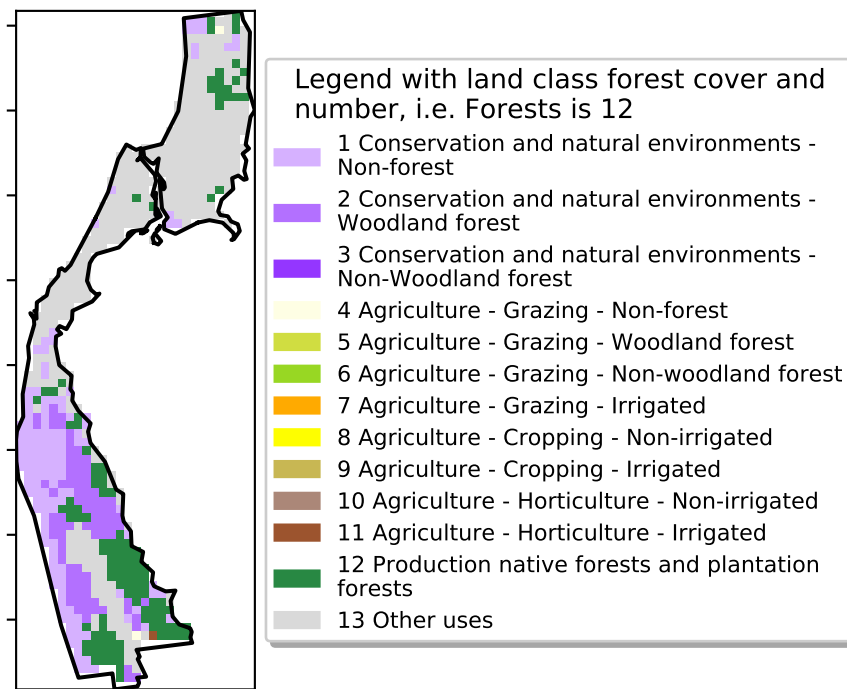 Legend with land class forest cover and
number, i.e. Forests is 12
1 Conservation and natural environments -
Non-forest
2 Conservation and natural environments -
Woodland forest
3 Conservation and natural environments -
Non-Woodland forest
4 Agriculture - Grazing - Non-forest
5 Agriculture - Grazing - Woodland forest
6 Agriculture - Grazing - Non-woodland forest
7 Agriculture - Grazing - Irrigated
8 Agriculture - Cropping - Non-irrigated
9 Agriculture - Cropping - Irrigated
10 Agriculture - Horticulture - Non-irrigated
11 Agriculture - Horticulture - Irrigated
12 Production native forests and plantation
forests
13 Other uses